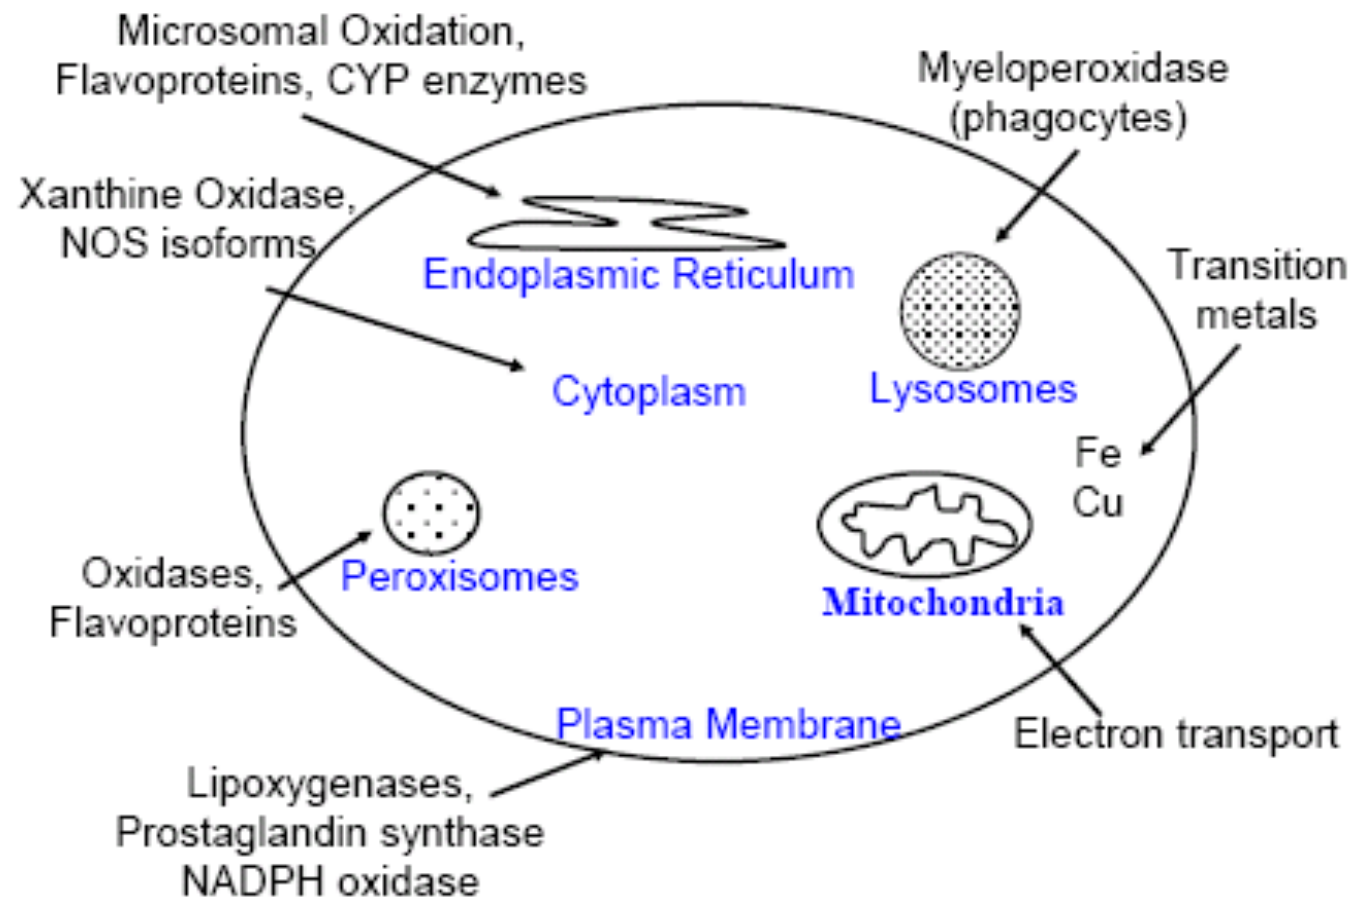 Microsomal Oxidation,
Flavoproteins, CYP enzymes
Myeloperoxidase
(phagocytes)
Xanthine Oxidase,
NOS isoforms
Endoplasmic Reticulum
Transition
metals
Lysosomes
Cytoplasm
Fe
Cu
Oxidases,
Flavoproteins
Peroxisomes
Mitochondria
Plasma Membrane
Electron transport
Lipoxygenases,
Prostaglandin synthase
NADPH oxidase